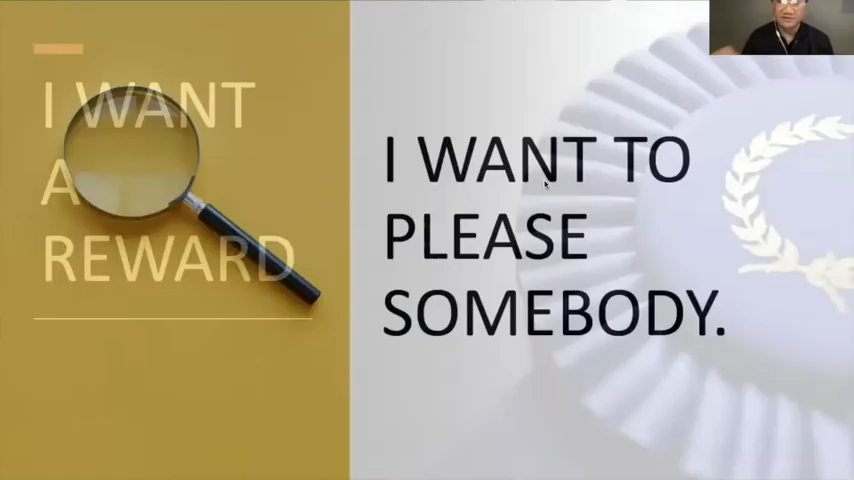 I WANT
A
REWARD
I WANT TO
PLEASE
SOMEBODY.